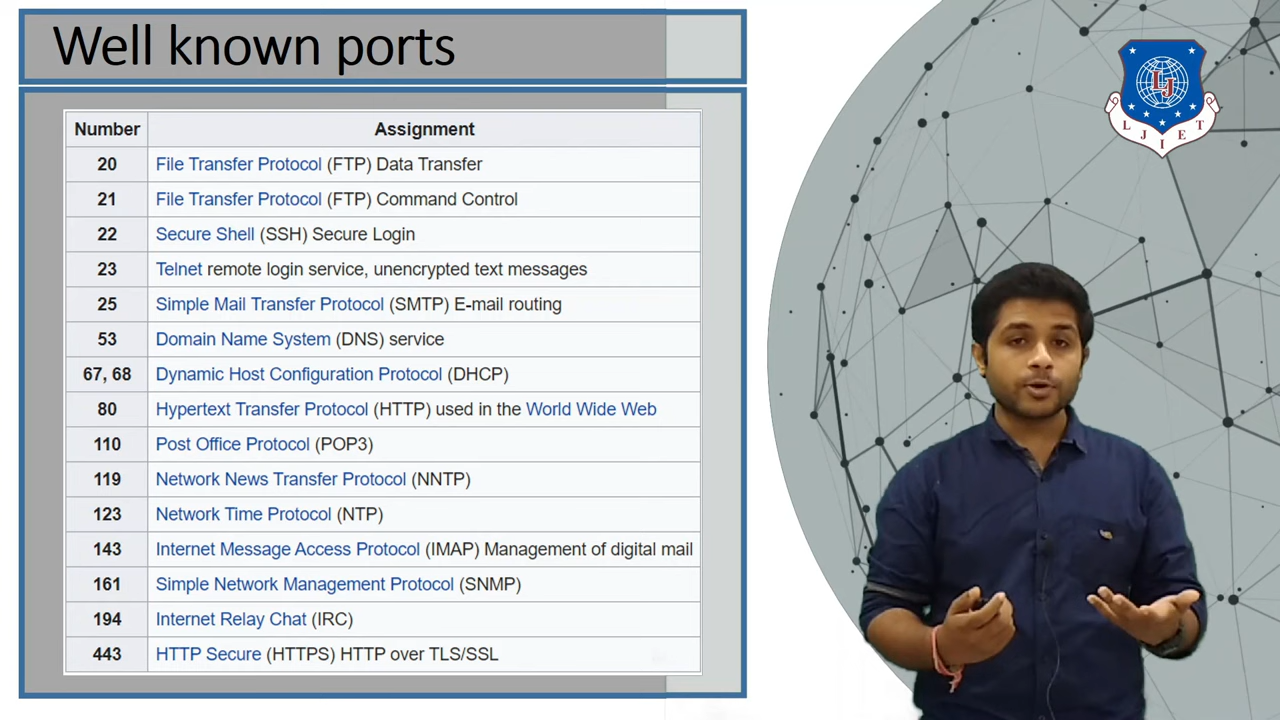 Well known ports
Number Assignment
20 File Transfer Protocol (FTP) Data Transfer
21 File Transfer Protocol (FTP) Command Control
22 Secure Shell (SSH) Secure Login
23 Telnet remote login service, unencrypted text messages
25 Simple Mail Transfer Protocol (SMTP) E-mail routing
53 Domain Name System (DNS) service
67, 68 Dynamic Host Configuration Protocol (DHCP)
80 Hypertext Transfer Protocol (HTTP) used in the World Wide Web
110 Post Office Protocol (POP3)
119 Network News Transfer Protocol (NNTP)
123 Network Time Protocol (NTP)
143 Internet Message Access Protocol (IMAP) Management of digital mail
161 Simple Network Management Protocol (SNMP)
194 Internet Relay Chat (IRC)
443 HTTP Secure (HTTPS) HTTP over TLS/SSL
LJ
LJIET